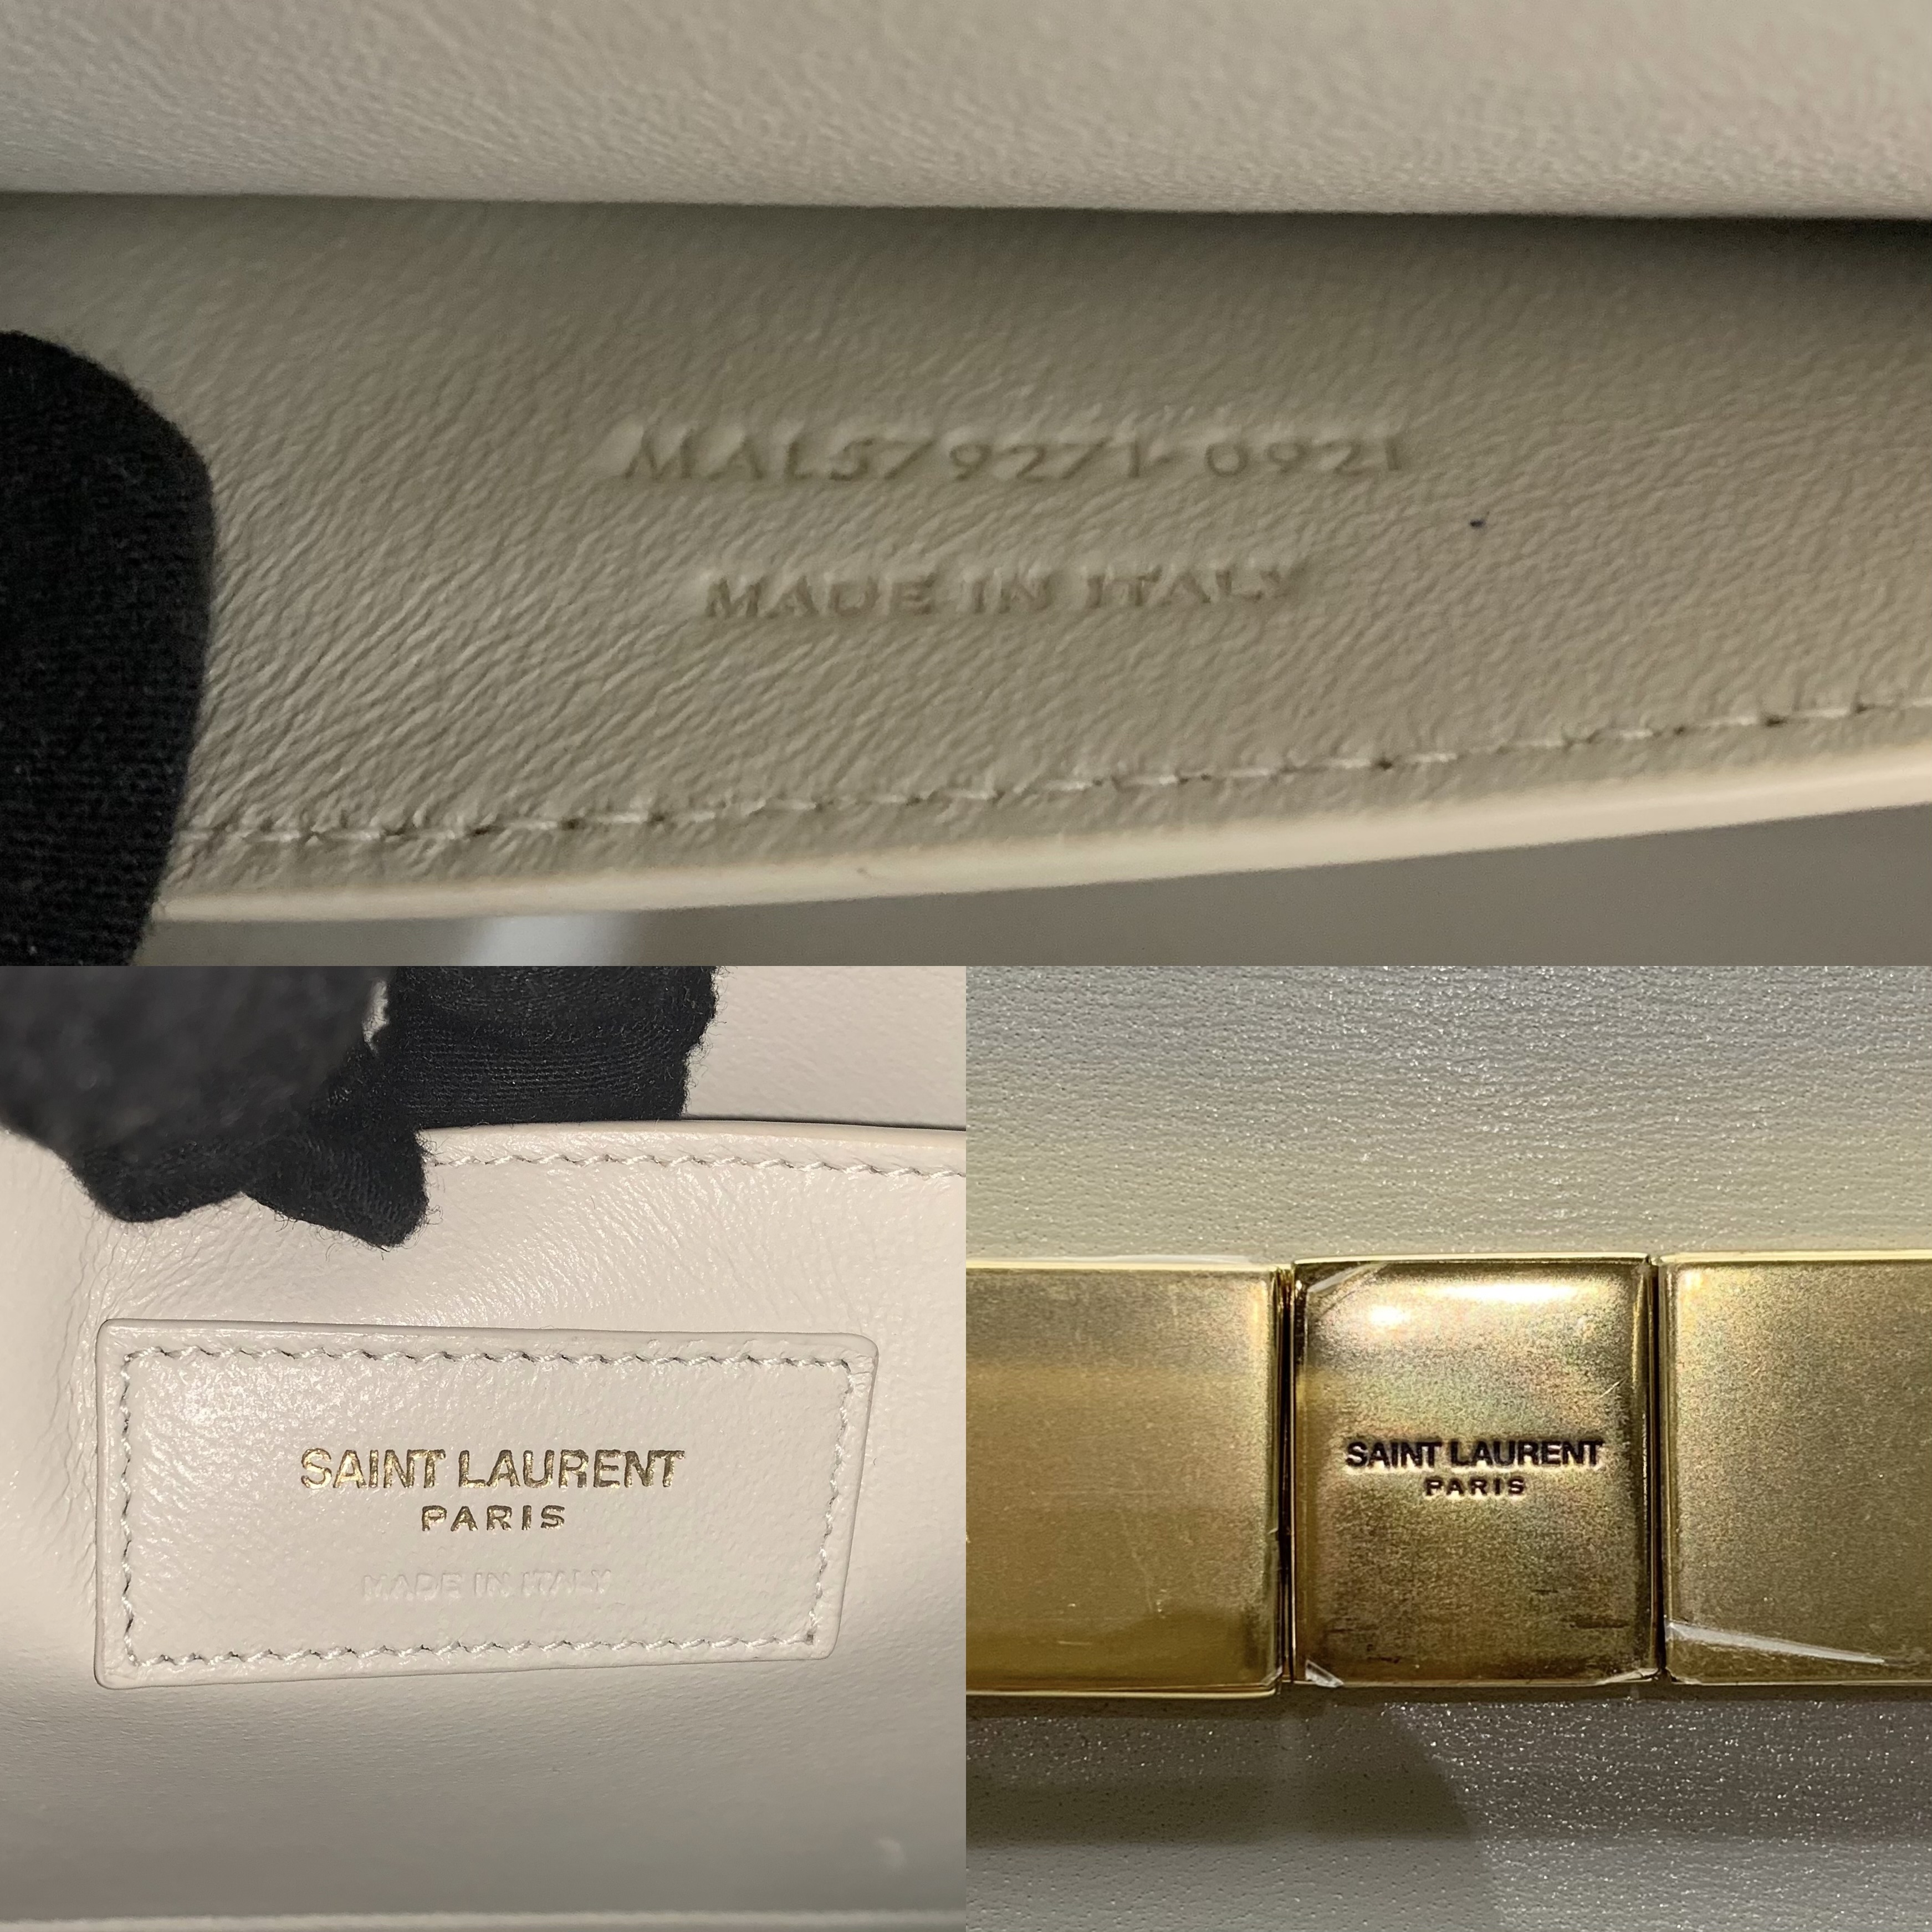 MAL579271-0921
MADE IN ITALY
SAINT LAURENT
PARIS
MADE IN ITALY
SAINT LAURENT
PARIS